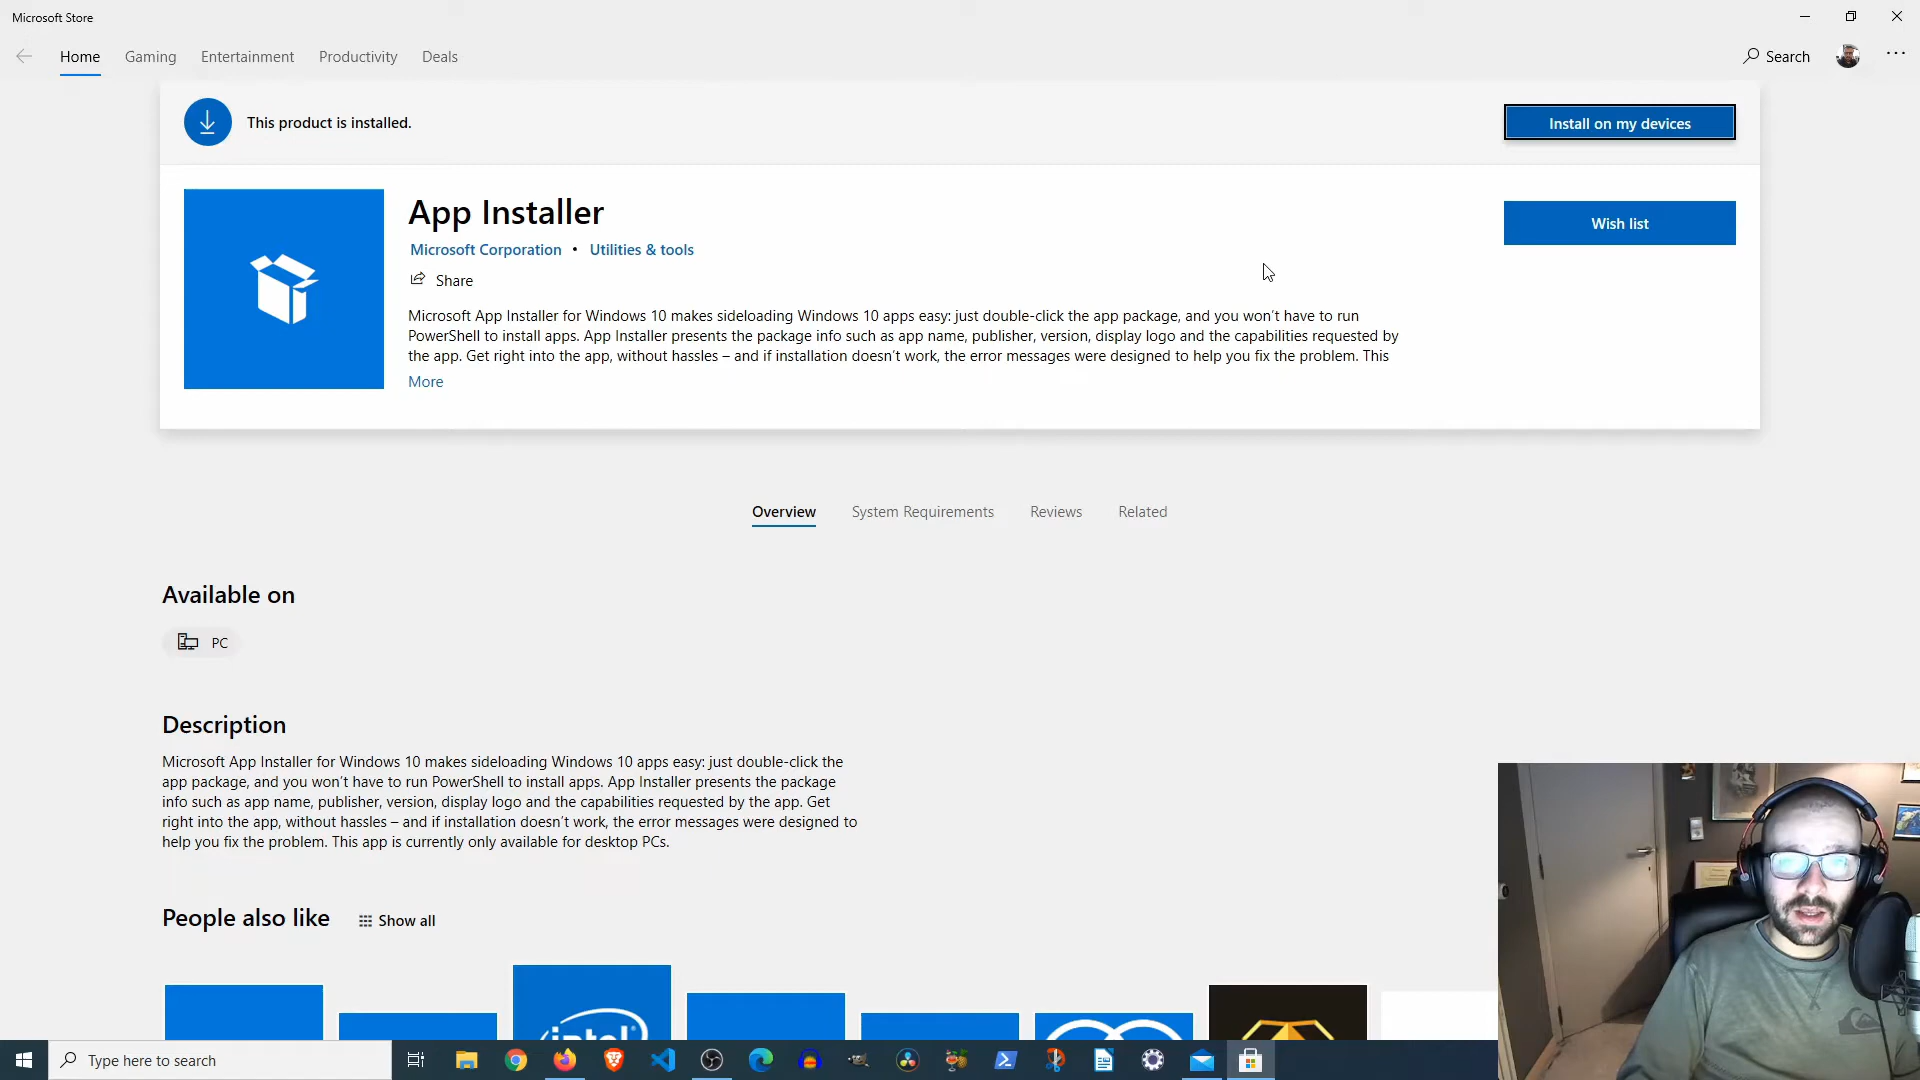 Microsoft Store
Home
Gaming
Entertainment
Productivity
Deals
Search
This product is installed.
Install on my devices
App Installer
Microsoft Corporation • Utilities & tools
Share
Wish list
Microsoft App Installer for Windows 10 makes sideloading Windows 10 apps easy: just double-click the app package, and you won't have to run
PowerShell to install apps. App Installer presents the package info such as app name, publisher, version, display logo and the capabilities requested by
the app. Get right into the app, without hassles – and if installation doesn't work, the error messages were designed to help you fix the problem. This
More
Overview
System Requirements
Reviews
Related
Available on
PC
Description
Microsoft App Installer for Windows 10 makes sideloading Windows 10 apps easy: just double-click the
app package, and you won't have to run PowerShell to install apps. App Installer presents the package
info such as app name, publisher, version, display logo and the capabilities requested by the app. Get
right into the app, without hassles – and if installation doesn't work, the error messages were designed to
help you fix the problem. This app is currently only available for desktop PCs.
People also like
Show all
intel
Type here to search